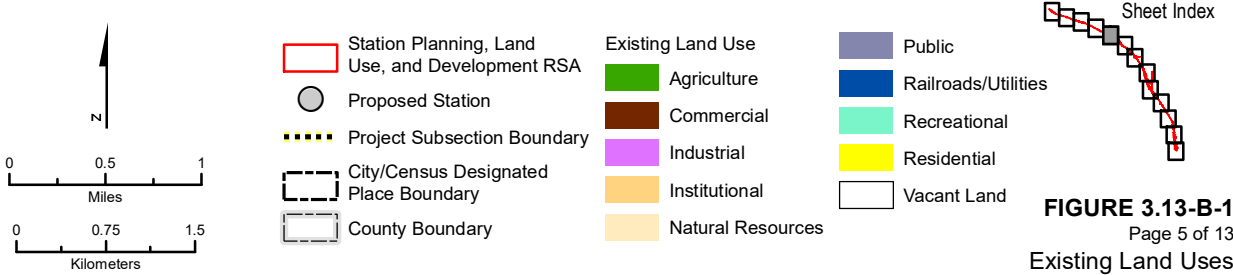 N
0 0.5 1
Miles
0 0.75 1.5
Kilometers
Station Planning, Land
Use, and Development RSA
Proposed Station
Project Subsection Boundary
City/Census Designated
Place Boundary
County Boundary
Existing Land Use
Agriculture
Commercial
Industrial
Institutional
Natural Resources
Public
Railroads/Utilities
Recreational
Residential
Vacant Land
Sheet Index
FIGURE 3.13-B-1
Page 5 of 13
Existing Land Uses